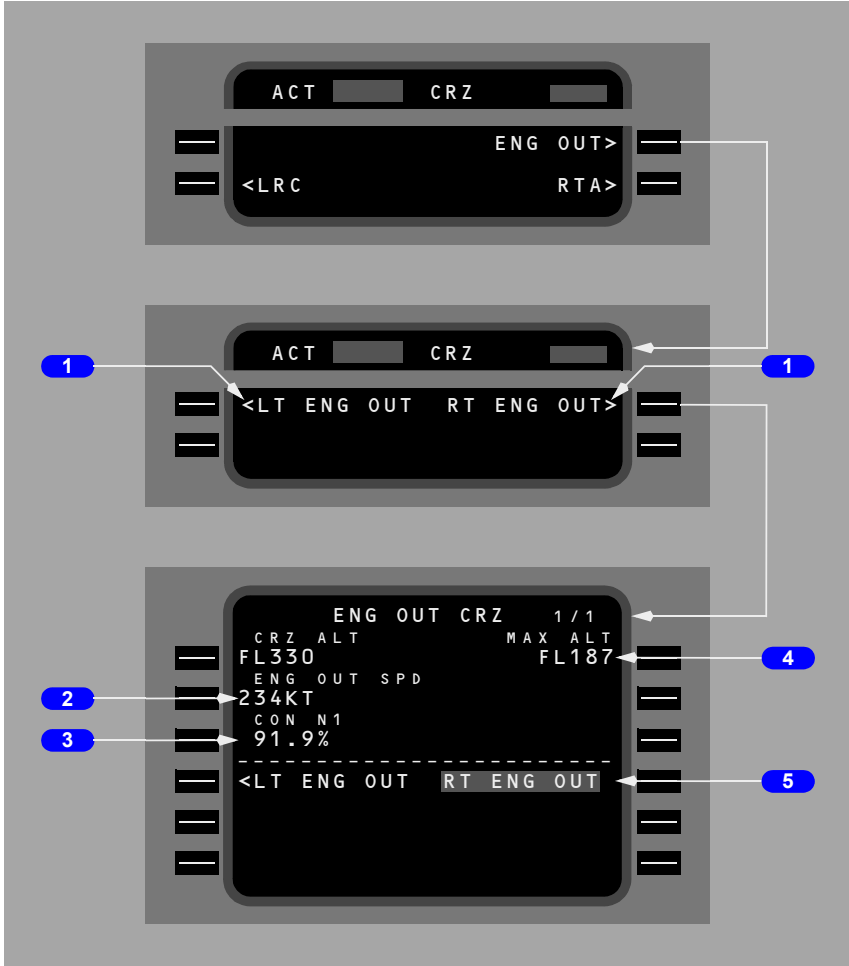 ACT CRZ
ENG OUT>
<LRC RTA>
ACT CRZ
1 1
<LT ENG OUT RT ENG OUT>
ENG OUT CRZ 1/1
CRZ ALT MAX ALT
FL330 FL187 4
ENG OUT SPD
2 234KT
CON N1
3 91.9%
------------------------
<LT ENG OUT RT ENG OUT 5